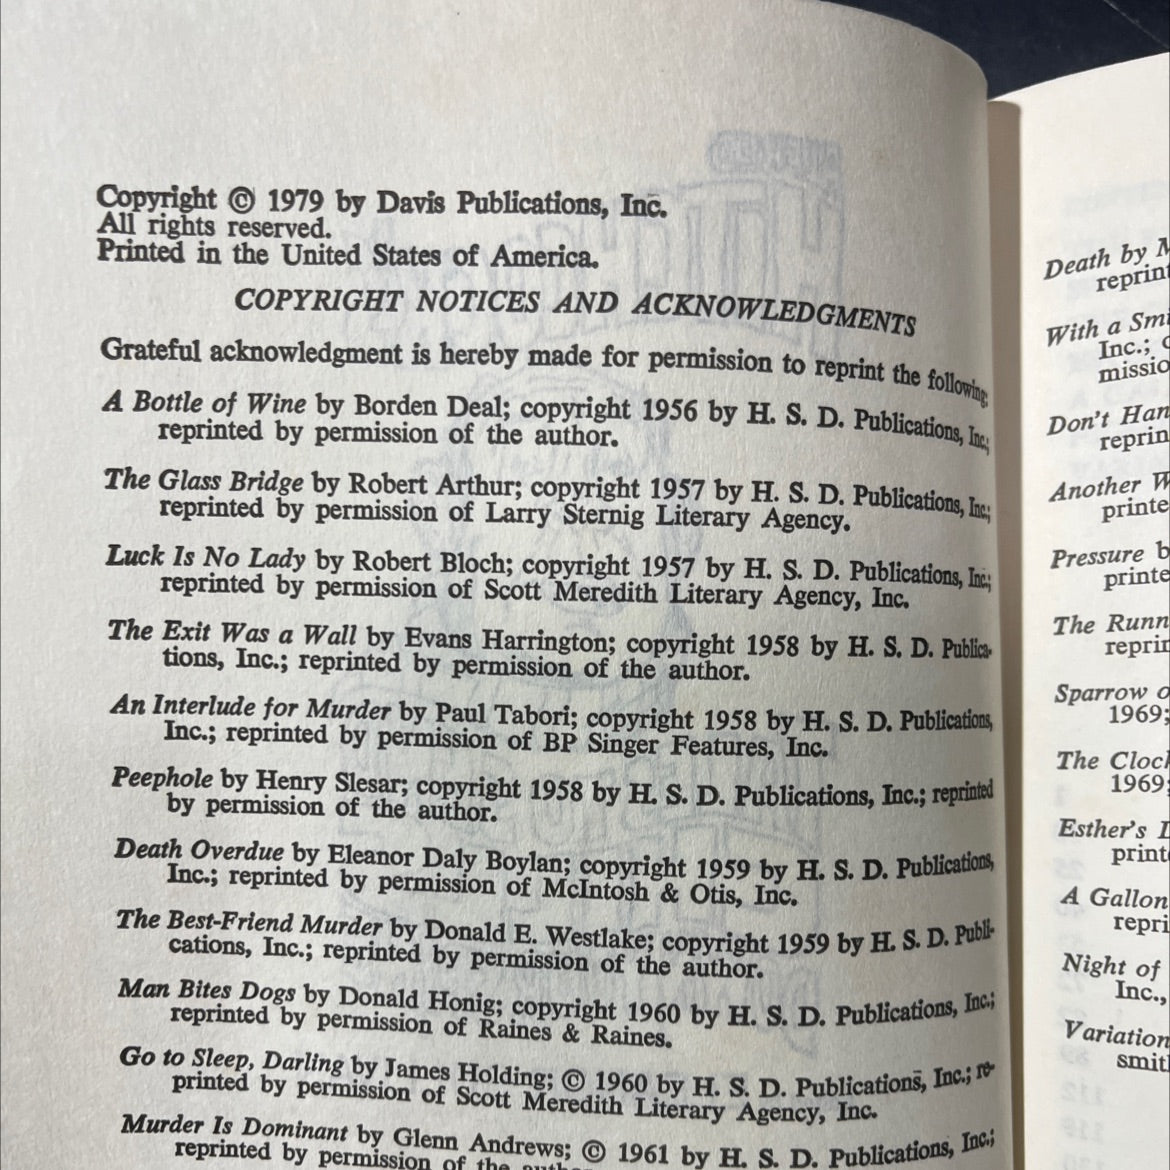 Copyright © 1979 by Davis Publications, Inc.
All rights reserved.
Printed in the United States of America.
COPYRIGHT NOTICES AND ACKNOWLEDGMENTS
Grateful acknowledgment is hereby made for permission to reprint the following:
A Bottle of Wine by Borden Deal; copyright 1956 by H. S. D. Publications, Inc.;
reprinted by permission of the author.
The Glass Bridge by Robert Arthur; copyright 1957 by H. S. D. Publications, Inc.;
reprinted by permission of Larry Sternig Literary Agency.
Luck Is No Lady by Robert Bloch; copyright 1957 by H. S. D. Publications, Inc.;
reprinted by permission of Scott Meredith Literary Agency, Inc.
The Exit Was a Wall by Evans Harrington; copyright 1958 by H. S. D. Publica-
tions, Inc.; reprinted by permission of the author.
An Interlude for Murder by Paul Tabori; copyright 1958 by H. S. D. Publications,
Inc.; reprinted by permission of BP Singer Features, Inc.
Peephole by Henry Slesar; copyright 1958 by H. S. D. Publications, Inc.; reprinted
by permission of the author.
Death Overdue by Eleanor Daly Boylan; copyright 1959 by H. S. D. Publications,
Inc.; reprinted by permission of McIntosh & Otis, Inc.
The Best-Friend Murder by Donald E. Westlake; copyright 1959 by H. S. D. Publi-
cations, Inc.; reprinted by permission of the author.
Man Bites Dogs by Donald Honig; copyright 1960 by H. S. D. Publications, Inc.;
reprinted by permission of Raines & Raines.
Go to Sleep, Darling by James Holding; © 1960 by H. S. D. Publications, Inc.; re-
printed by permission of Scott Meredith Literary Agency, Inc.
Murder Is Dominant by Glenn Andrews; © 1961 by H. S. D. Publications, Inc.;
reprinted by permission of the
Death by
reprint
With a
Inc.;
missio
Don't Han
reprin
Another
printe
Pressure b
printe
The Runn
reprin
Sparrow o
1969;
The Cloc
1969;
Esther's
print
A Gallon
repri
Night of
Inc.,
Variation
smit